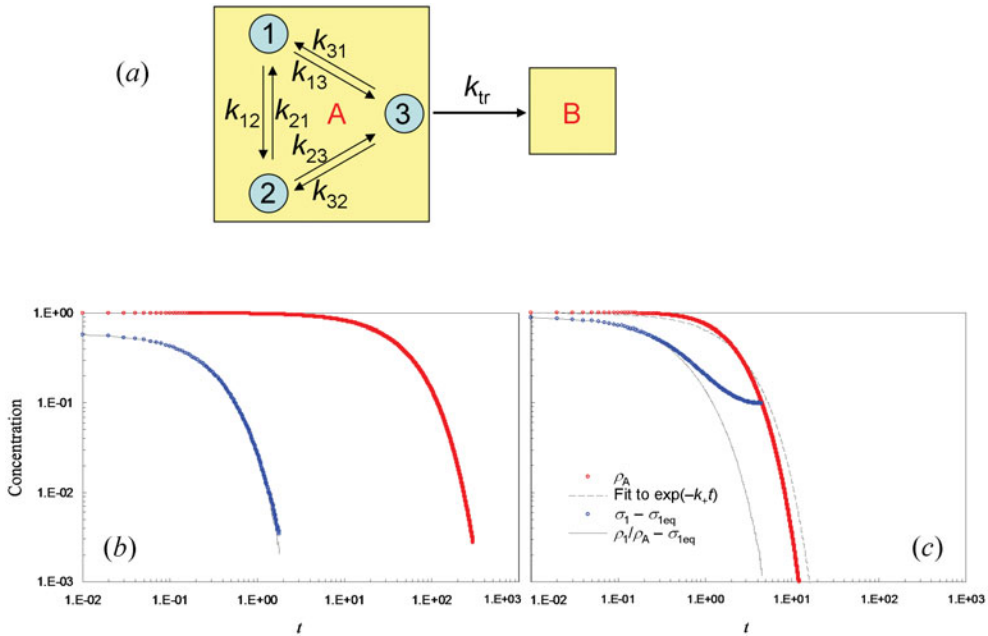 (a)
1
k31
k13
k12
k21
A
3
ktr
B
k23
k32
2
Concentration
1.E+00
1.E-01
1.E-02
1.E-03
(b)
1.E-02 1.E-01 1.E+00 1.E+01 1.E+02 1.E+03
t
ρA
Fit to exp(−k+t)
σ1 − σ1eq
ρ1/ρA − σ1eq
(c)
1.E-02 1.E-01 1.E+00 1.E+01 1.E+02 1.E+03
t